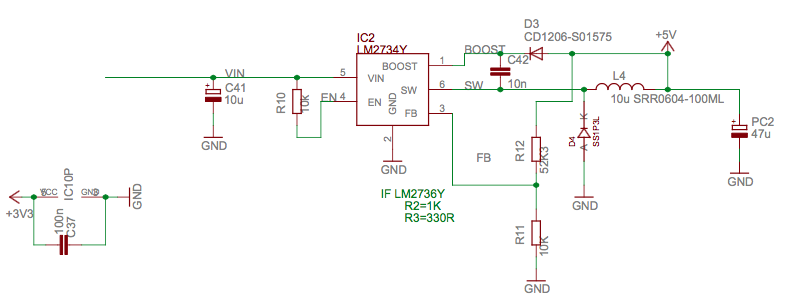 D3
CD1206-S01575
+5V
IC2
LM2734Y
BOOST
C42
10n
VIN
C41
10u
GND
R10
10k
EN
5
VIN
4
EN
GND
2
GND
BOOST
1
SW
6
FB
3
SW
L4
10u SRR0604-100ML
D4
K
A
SS1P3L
GND
PC2
47u
GND
FB
R12
52K3
IF LM2736Y
R2=1K
R3=330R
R11
10K
GND
+3V3
VCC
IC10P
GND
GND
100n
C37